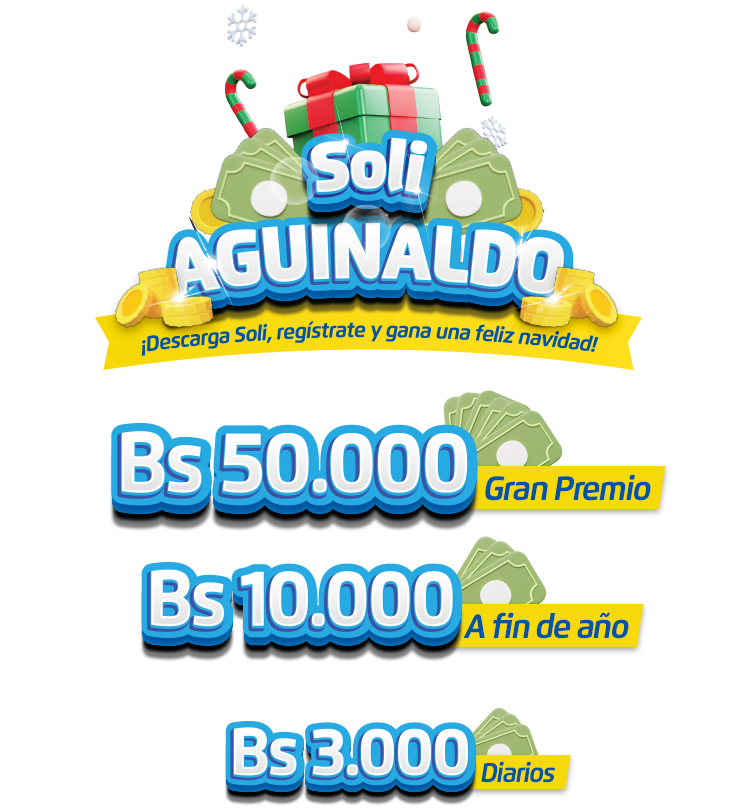 Soli
AGUINALDO
¡Descarga Soli, regístrate y gana una feliz navidad!
Bs 50.000
Gran Premio
Bs 10.000
A fin de año
Bs 3.000
Diarios